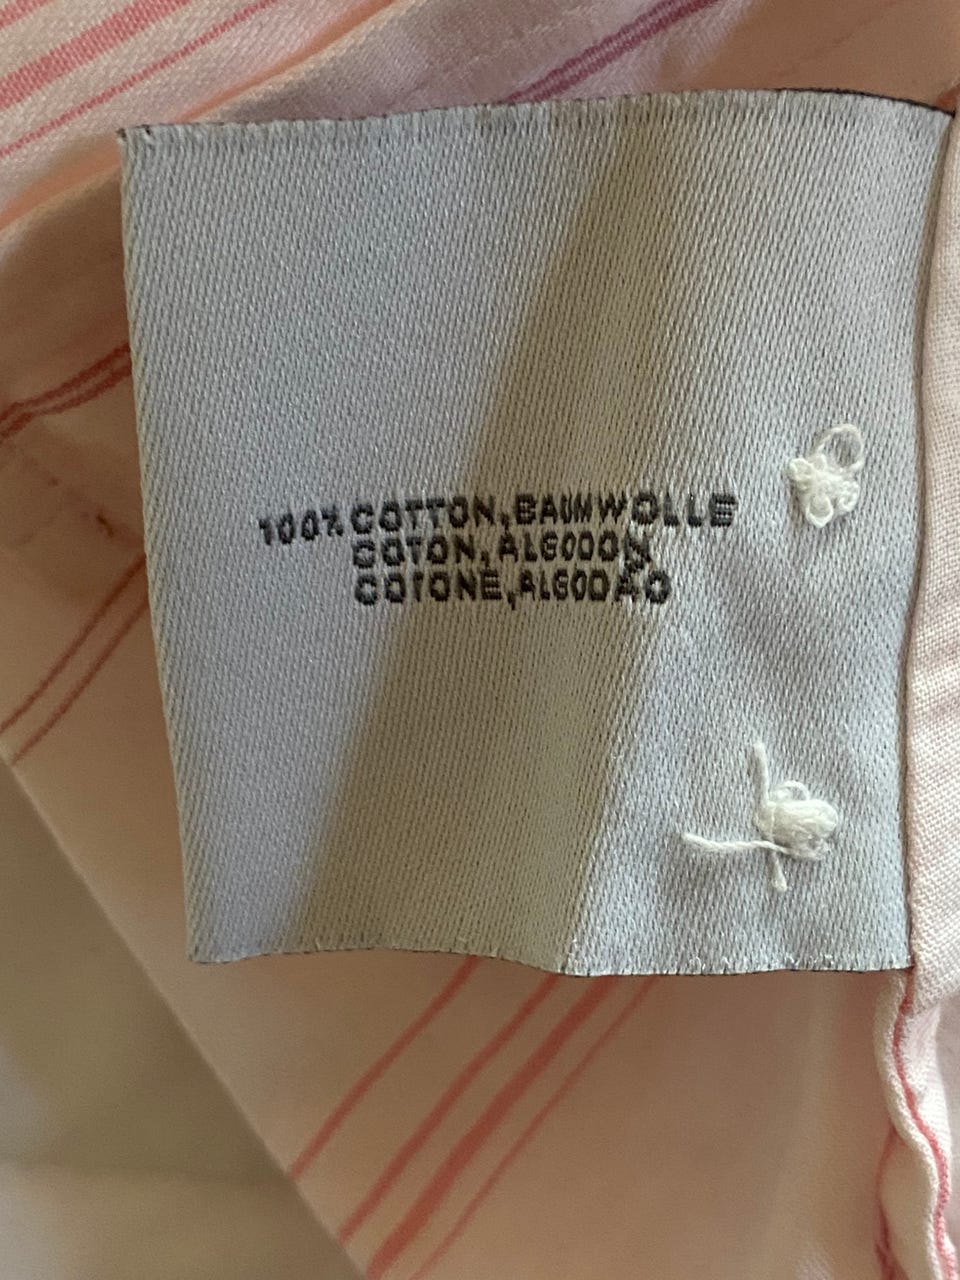 100% COTTON, BAUMWOLLE
COTON, ALGODON
COTONE, ALGODAO